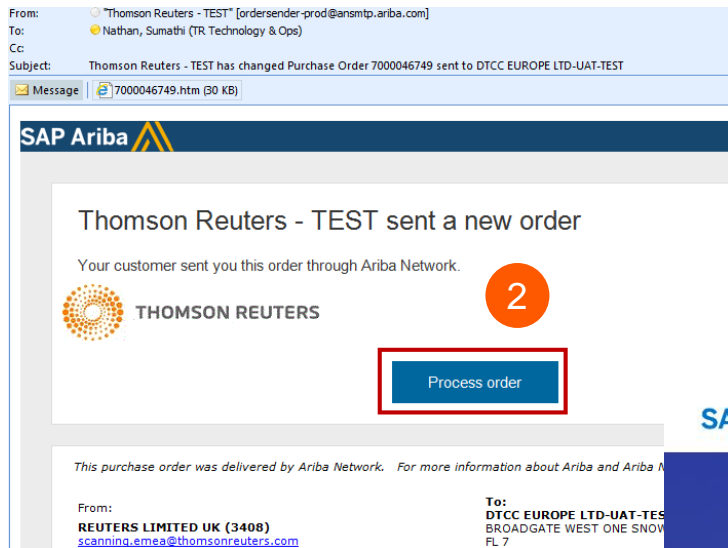 From: "Thomson Reuters - TEST" [ordersender-prod@ansmtp.ariba.com]
To: Nathan, Sumathi (TR Technology & Ops)
Cc:
Subject: Thomson Reuters - TEST has changed Purchase Order 7000046749 sent to DTCC EUROPE LTD-UAT-TEST
Message 7000046749.htm (30 KB)
SAP Ariba
Thomson Reuters - TEST sent a new order
Your customer sent you this order through Ariba Network.
2
THOMSON REUTERS
Process order
SA
This purchase order was delivered by Ariba Network. For more information about Ariba and Ariba
From:
REUTERS LIMITED UK (3408)
scanning.emea@thomsonreuters.com
To:
DTCC EUROPE LTD-UAT-TES
BROADGATE WEST ONE SNOW
FL 7